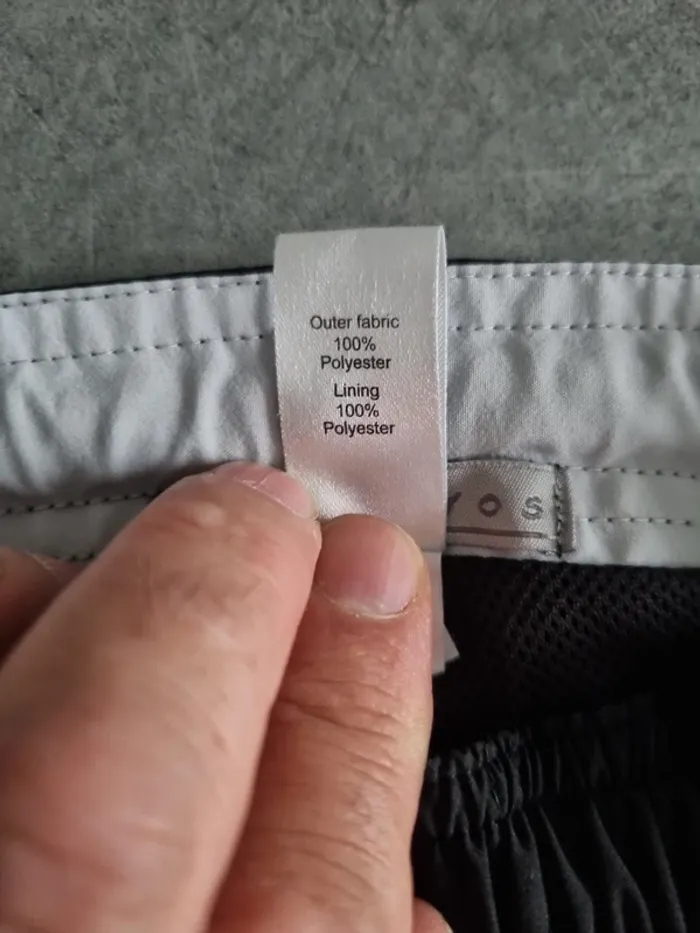 Outer fabric
100%
Polyester
Lining
100%
Polyester